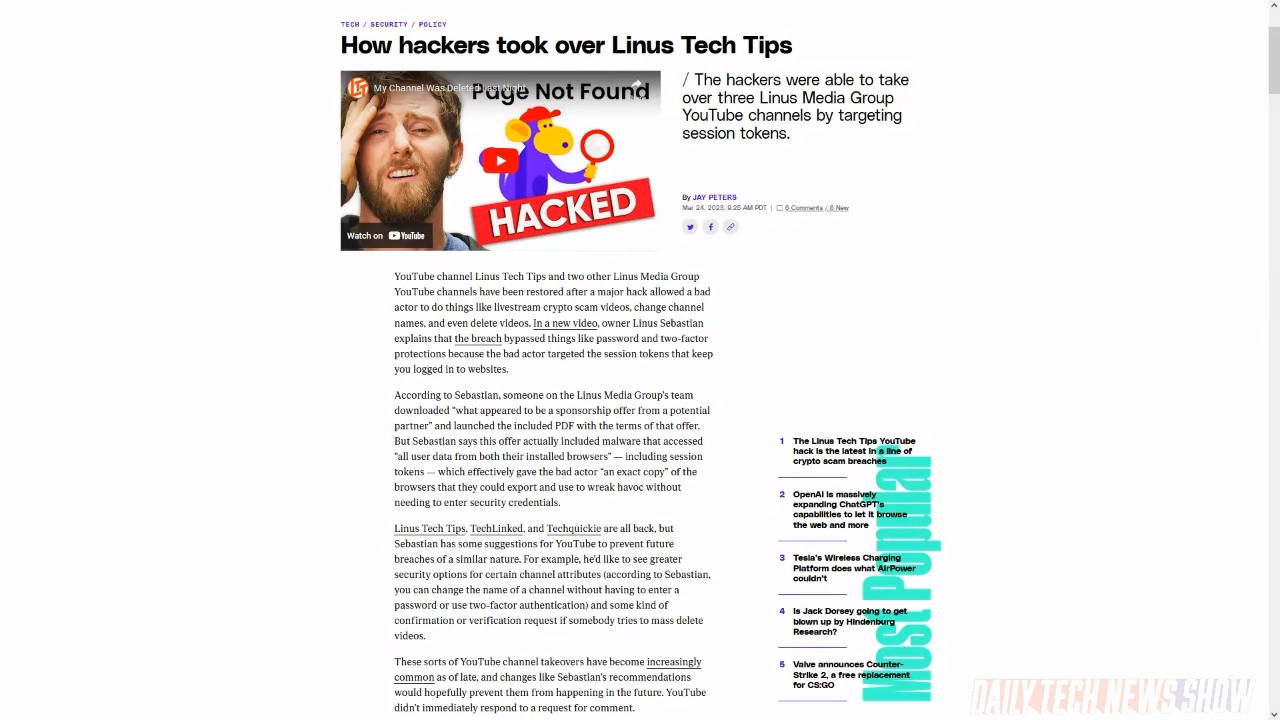 TECH / SECURITY / POLICY
How hackers took over Linus Tech Tips
My Channel Was Deleted Last Night
Page Not Found
HACKED
Watch on YouTube
/ The hackers were able to take
over three Linus Media Group
YouTube channels by targeting
session tokens.
By JAY PETERS
Mar 24, 2023, 9:25 AM PDT | 6 Comments / 6 New
YouTube channel Linus Tech Tips and two other Linus Media Group
YouTube channels have been restored after a major hack allowed a bad
actor to do things like livestream crypto scam videos, change channel
names, and even delete videos. In a new video, owner Linus Sebastian
explains that the breach bypassed things like password and two-factor
protections because the bad actor targeted the session tokens that keep
you logged in to websites.
According to Sebastian, someone on the Linus Media Group's team
downloaded “what appeared to be a sponsorship offer from a potential
partner” and launched the included PDF with the terms of that offer.
But Sebastian says this offer actually included malware that accessed
“all user data from both their installed browsers” — including session
tokens — which effectively gave the bad actor “an exact copy” of the
browsers that they could export and use to wreak havoc without
needing to enter security credentials.
Linus Tech Tips, TechLinked, and Techquickie are all back, but
Sebastian has some suggestions for YouTube to prevent future
breaches of a similar nature. For example, he'd like to see greater
security options for certain channel attributes (according to Sebastian,
you can change the name of a channel without having to enter a
password or use two-factor authentication) and some kind of
confirmation or verification request if somebody tries to mass delete
videos.
These sorts of YouTube channel takeovers have become increasingly
common as of late, and changes like Sebastian's recommendations
would hopefully prevent them from happening in the future. YouTube
didn't immediately respond to a request for comment.
Most Popular
1 The Linus Tech Tips YouTube
hack is the latest in a line of
crypto scam breaches
2 OpenAI is massively
expanding ChatGPT's
capabilities to let it browse
the web and more
3 Tesla's Wireless Charging
Platform does what AirPower
couldn't
4 Is Jack Dorsey going to get
blown up by Hindenburg
Research?
5 Valve announces Counter-
Strike 2, a free replacement
for CS:GO
DAILY TECH NEWS SHOW